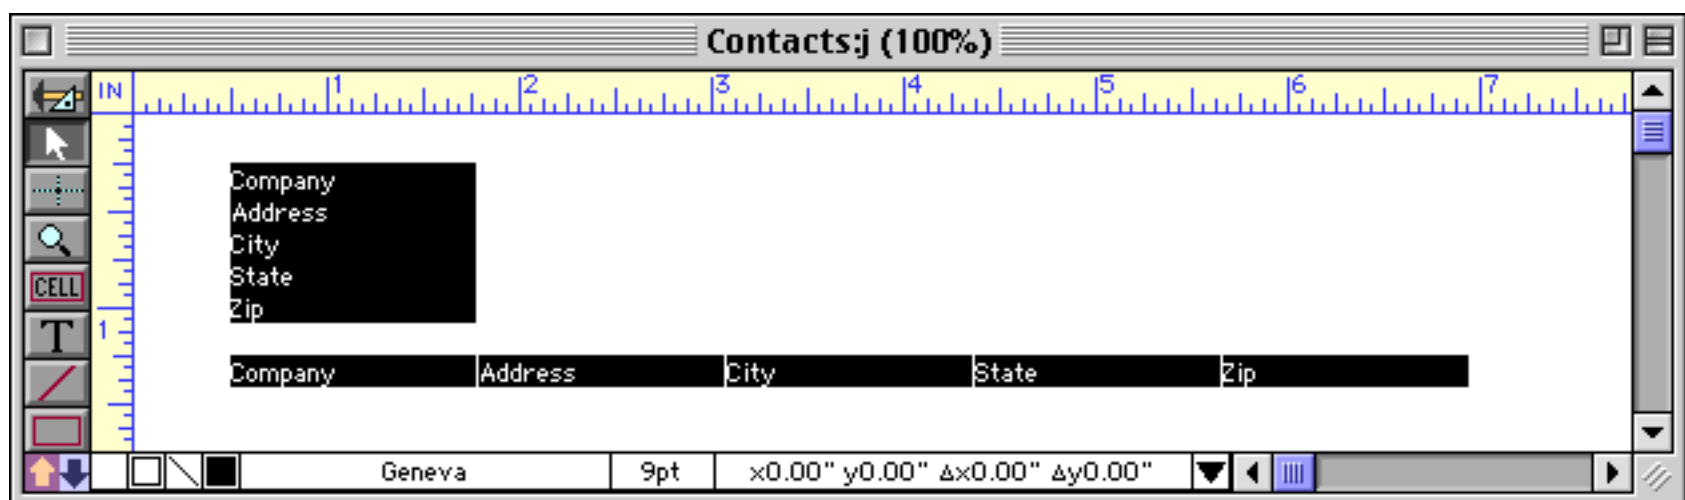 Contacts:j (100%)
IN 1 2 3 4 5 6 7
Company
Address
City
CELL
State
Zip
T
1
Company Address City State Zip
Geneva 9pt x0.00" y0.00" Δx0.00" Δy0.00"